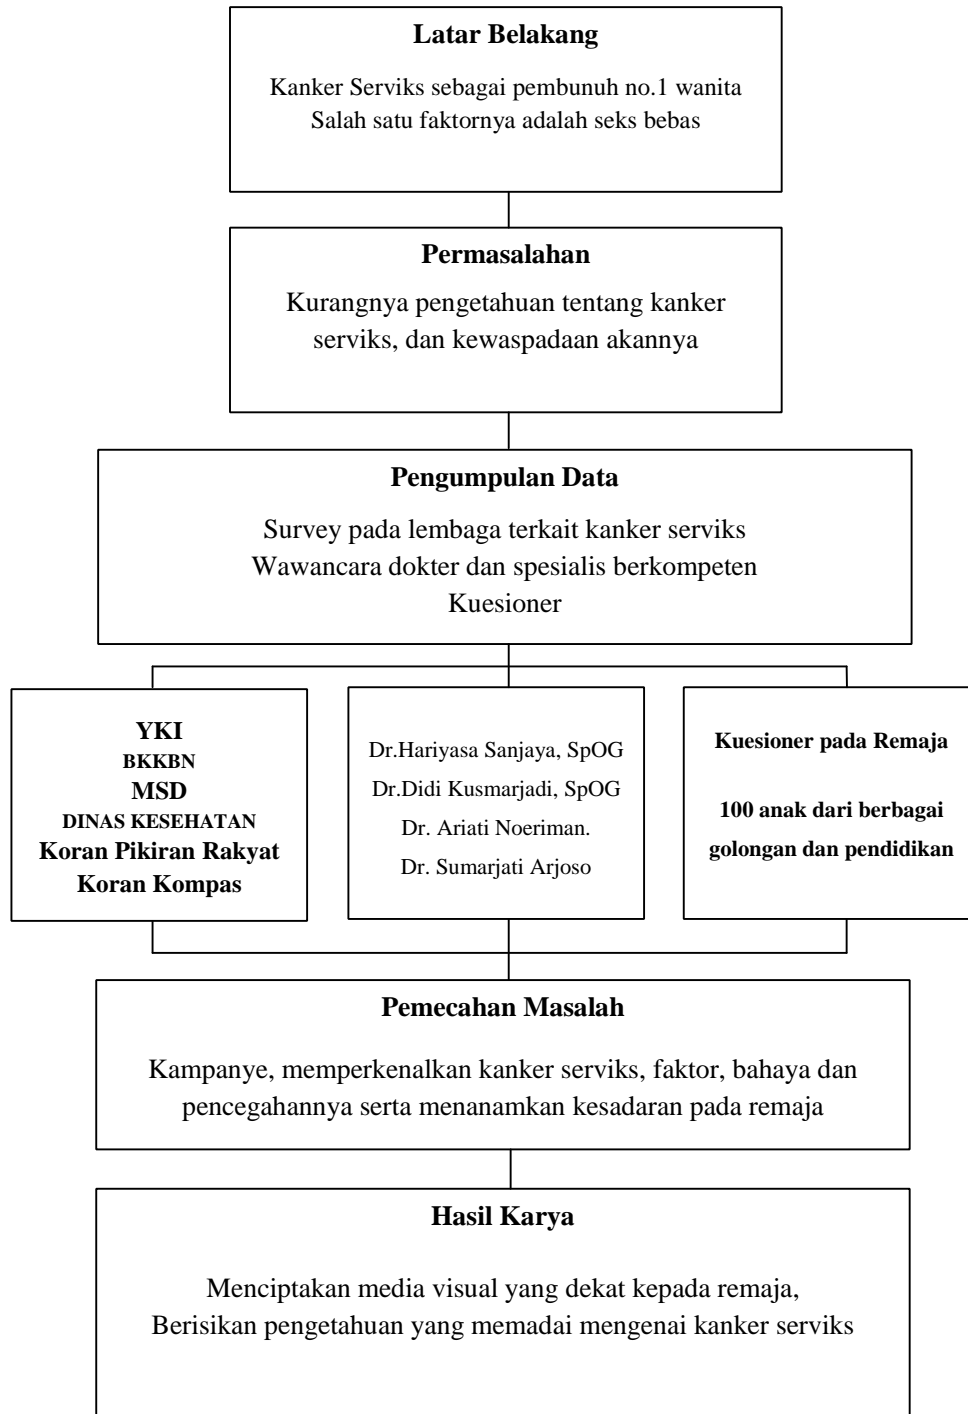 Latar Belakang
Kanker Serviks sebagai pembunuh no.1 wanita
Salah satu faktornya adalah seks bebas
Permasalahan
Kurangnya pengetahuan tentang kanker
serviks, dan kewaspadaan akannya
Pengumpulan Data
Survey pada lembaga terkait kanker serviks
Wawancara dokter dan spesialis berkompeten
Kuesioner
YKI
BKKBN
MSD
DINAS KESEHATAN
Koran Pikiran Rakyat
Koran Kompas
Dr.Hariyasa Sanjaya, SpOG
Dr.Didi Kusmarjadi, SpOG
Dr. Ariati Noeriman.
Dr. Sumarjati Arjoso
Kuesioner pada Remaja
100 anak dari berbagai
golongan dan pendidikan
Pemecahan Masalah
Kampanye, memperkenalkan kanker serviks, faktor, bahaya dan
pencegahannya serta menanamkan kesadaran pada remaja
Hasil Karya
Menciptakan media visual yang dekat kepada remaja,
Berisikan pengetahuan yang memadai mengenai kanker serviks